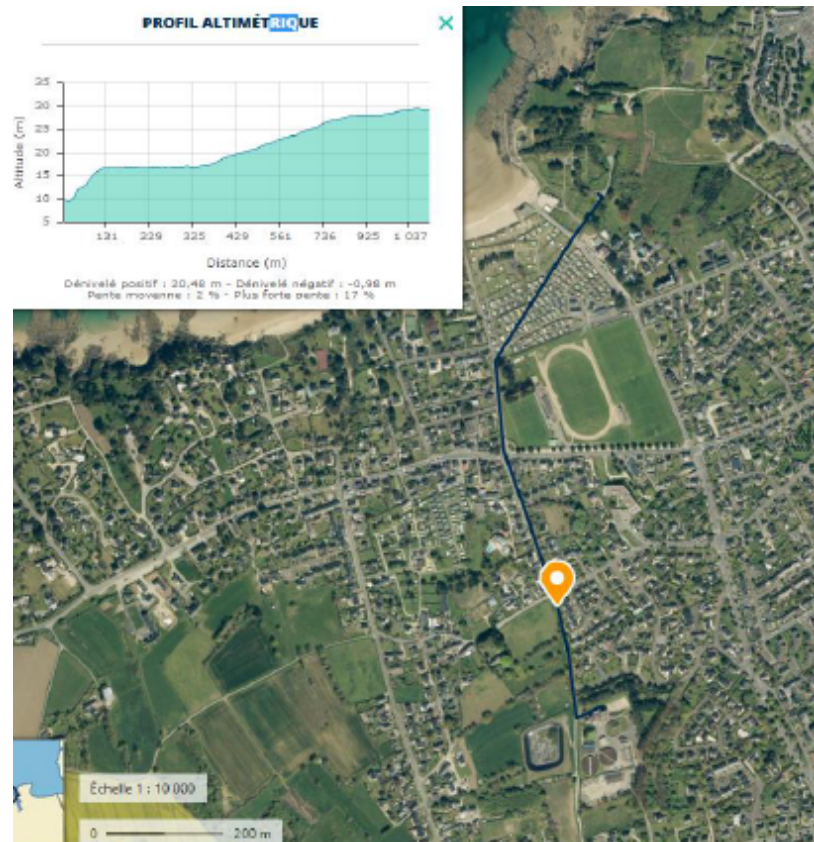 PROFIL ALTIMÉTRIQUE
Altitude (m)
35
30
25
20
15
10
5
131 229 325 429 561 736 925 1 037
Distance (m)
Dénivelé positif : 20,48 m - Dénivelé négatif : -0,98 m
Pente moyenne : 2 % - Plus forte pente : 17 %
Échelle 1 : 10 000
0 200 m